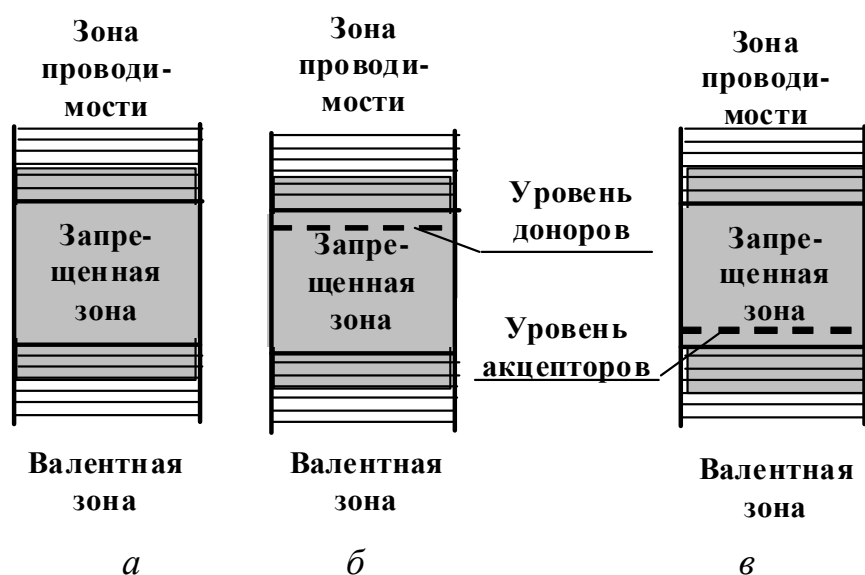 Зона
проводи-
мости
Зона
проводи-
мости
Зона
проводи-
мости
Запре-
щенная
зона
Запре-
щенная
зона
Запре-
щенная
зона
Уровень
доноров
Уровень
акцепторов
Валентная
зона
Валентная
зона
Валентная
зона
а
б
в